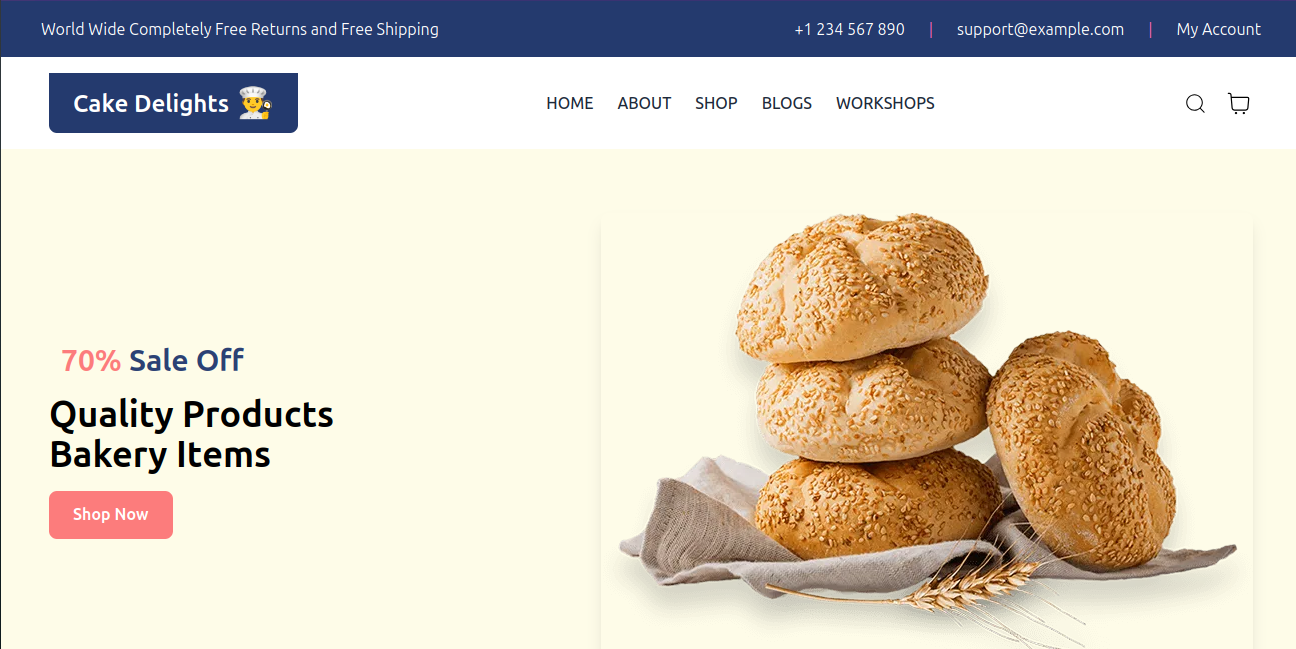 World Wide Completely Free Returns and Free Shipping
+1 234 567 890 | support@example.com | My Account
Cake Delights 👨‍🍳
HOME ABOUT SHOP BLOGS WORKSHOPS
70% Sale Off
Quality Products
Bakery Items
Shop Now